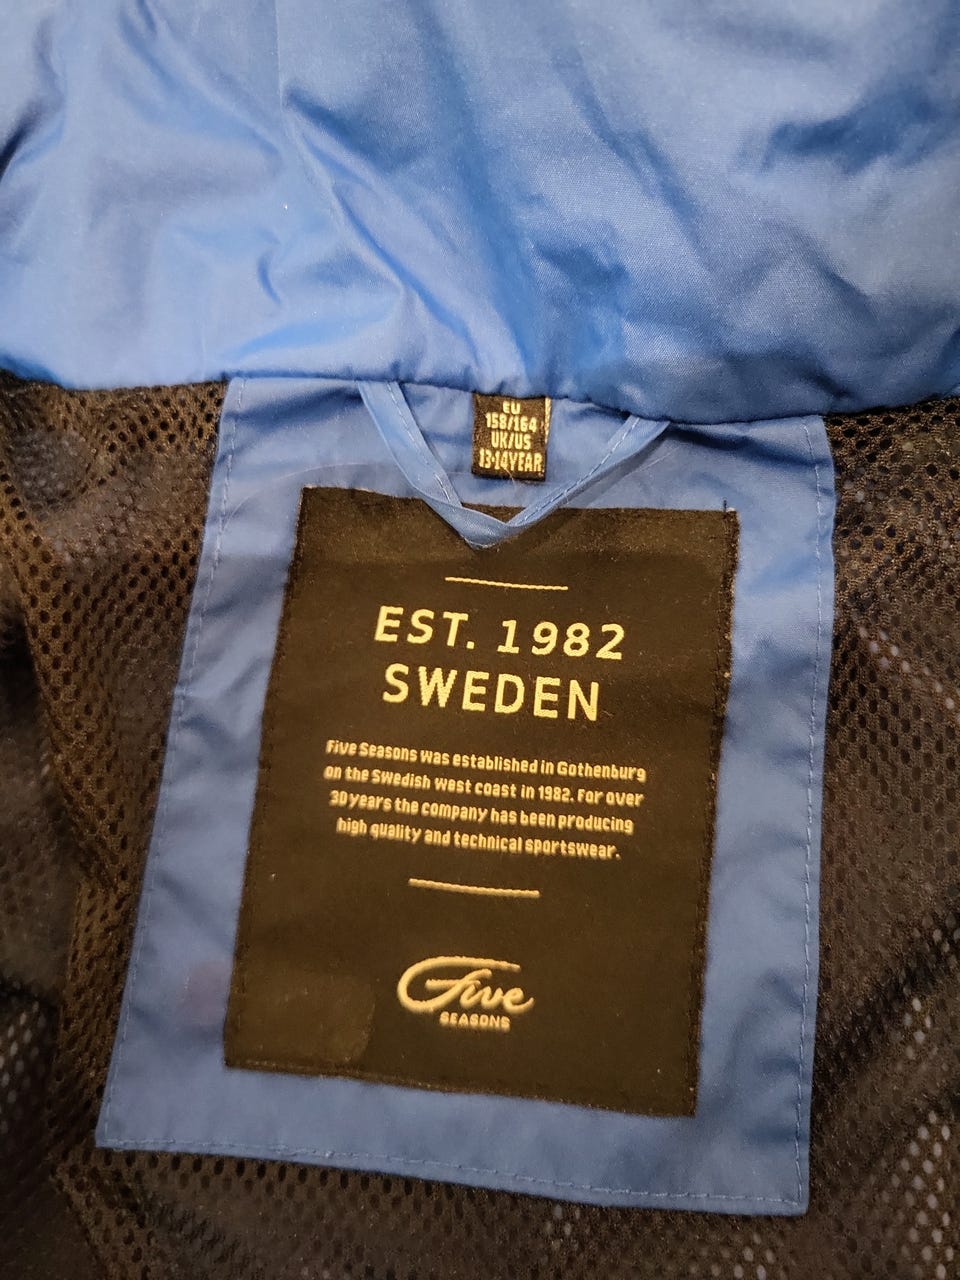 EU
158/164
UK/US
13-14YEAR
EST. 1982
SWEDEN
Five Seasons was established in Gothenburg
on the Swedish west coast in 1982. For over
30 years the company has been producing
high quality and technical sportswear.
Five
SEASONS